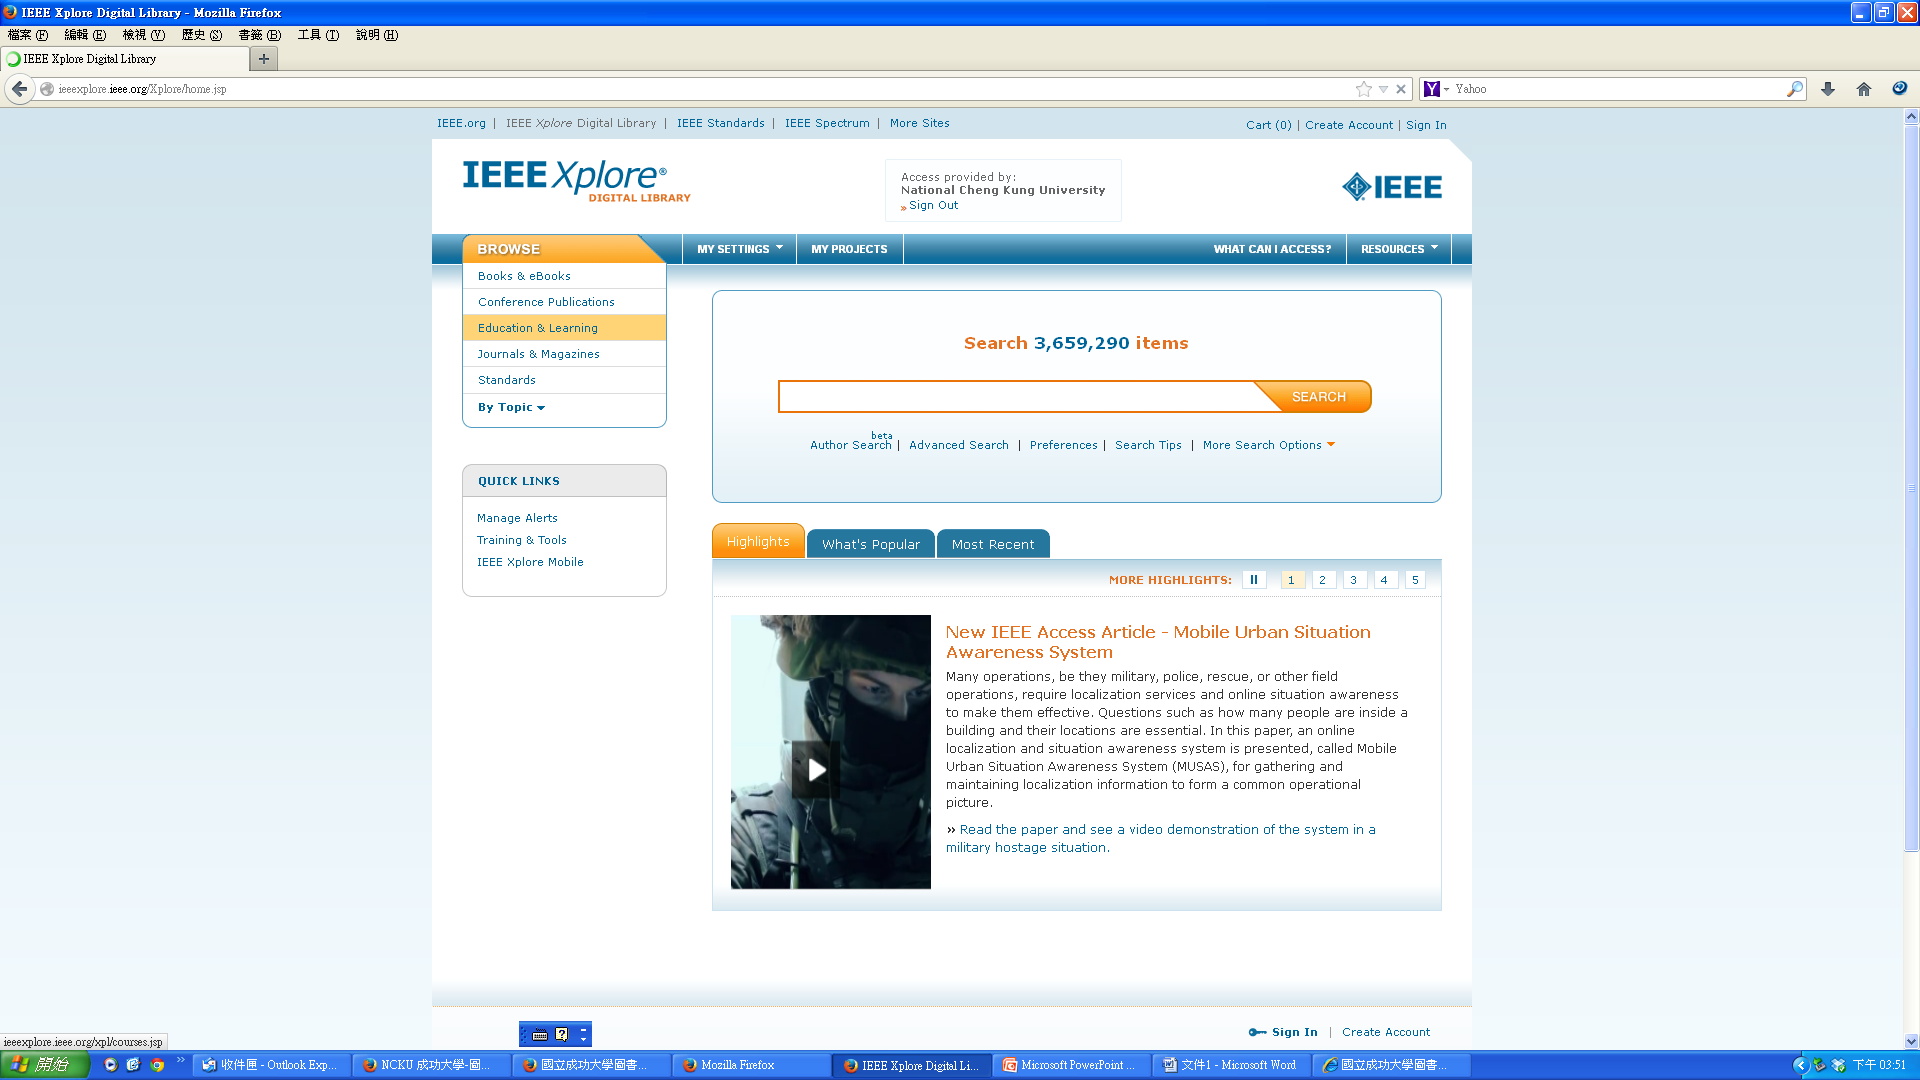 IEEE Xplore Digital Library - Mozilla Firefox
檔案 (F) 編輯 (E) 檢視 (V) 歷史 (S) 書籤 (B) 工具 (T) 說明 (H)
IEEE Xplore Digital Library
ieeexplore.ieee.org/Xplore/home.jsp
Yahoo
IEEE.org | IEEE Xplore Digital Library | IEEE Standards | IEEE Spectrum | More Sites
Cart (0) | Create Account | Sign In
IEEE Xplore®
DIGITAL LIBRARY
Access provided by:
National Cheng Kung University
» Sign Out
IEEE
BROWSE
MY SETTINGS
MY PROJECTS
WHAT CAN I ACCESS?
RESOURCES
Books & eBooks
Conference Publications
Education & Learning
Journals & Magazines
Standards
By Topic
QUICK LINKS
Manage Alerts
Training & Tools
IEEE Xplore Mobile
Search 3,659,290 items
SEARCH
beta
Author Search | Advanced Search | Preferences | Search Tips | More Search Options
Highlights
What's Popular
Most Recent
MORE HIGHLIGHTS: 1 2 3 4 5
New IEEE Access Article - Mobile Urban Situation
Awareness System
Many operations, be they military, police, rescue, or other field
operations, require localization services and online situation awareness
to make them effective. Questions such as how many people are inside a
building and their locations are essential. In this paper, an online
localization and situation awareness system is presented, called Mobile
Urban Situation Awareness System (MUSAS), for gathering and
maintaining localization information to form a common operational
picture.
» Read the paper and see a video demonstration of the system in a
military hostage situation.
Sign In | Create Account
ieeexplore.ieee.org/xpl/courses.jsp
開始
收件匣 - Outlook Exp...
NCKU 成功大學-圖...
國立成功大學圖書...
Mozilla Firefox
IEEE Xplore Digital Li...
Microsoft PowerPoint ...
文件1 - Microsoft Word
國立成功大學圖書...
下午 03:51